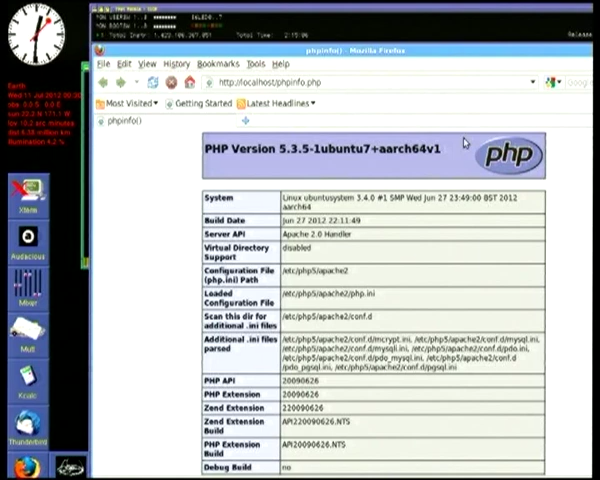 Total Time: 2:15:06
Release
phpinfo() - Mozilla Firefox
File Edit View History Bookmarks Tools Help
http://localhost/phpinfo.php
Most Visited Getting Started Latest Headlines
phpinfo()
Earth
PHP Version 5.3.5-1ubuntu7+aarch64v1
php
System Linux ubuntusystem 3.4.0 #1 SMP Wed Jun 27 23:49:00 BST 2012
aarch64
Build Date Jun 27 2012 22:11:49
Server API Apache 2.0 Handler
Virtual Directory disabled
Support
Configuration File /etc/php5/apache2
(php.ini) Path
Loaded /etc/php5/apache2/php.ini
Configuration File
Scan this dir for /etc/php5/apache2/conf.d
additional .ini files
Additional .ini files /etc/php5/apache2/conf.d/mcrypt.ini, /etc/php5/apache2/conf.d/mysql.ini,
parsed /etc/php5/apache2/conf.d/mysqli.ini, /etc/php5/apache2/conf.d/pdo.ini,
/etc/php5/apache2/conf.d/pdo_mysql.ini, /etc/php5/apache2/conf.d
/pdo_pgsql.ini, /etc/php5/apache2/conf.d/pgsql.ini
PHP API 20090626
PHP Extension 20090626
Zend Extension 220090626
Zend Extension API220090626,NTS
Build
PHP Extension API20090626,NTS
Build
Debug Build no
Xterm
Audacious
Mixer
Mutt
Xcalc
Thunderbird